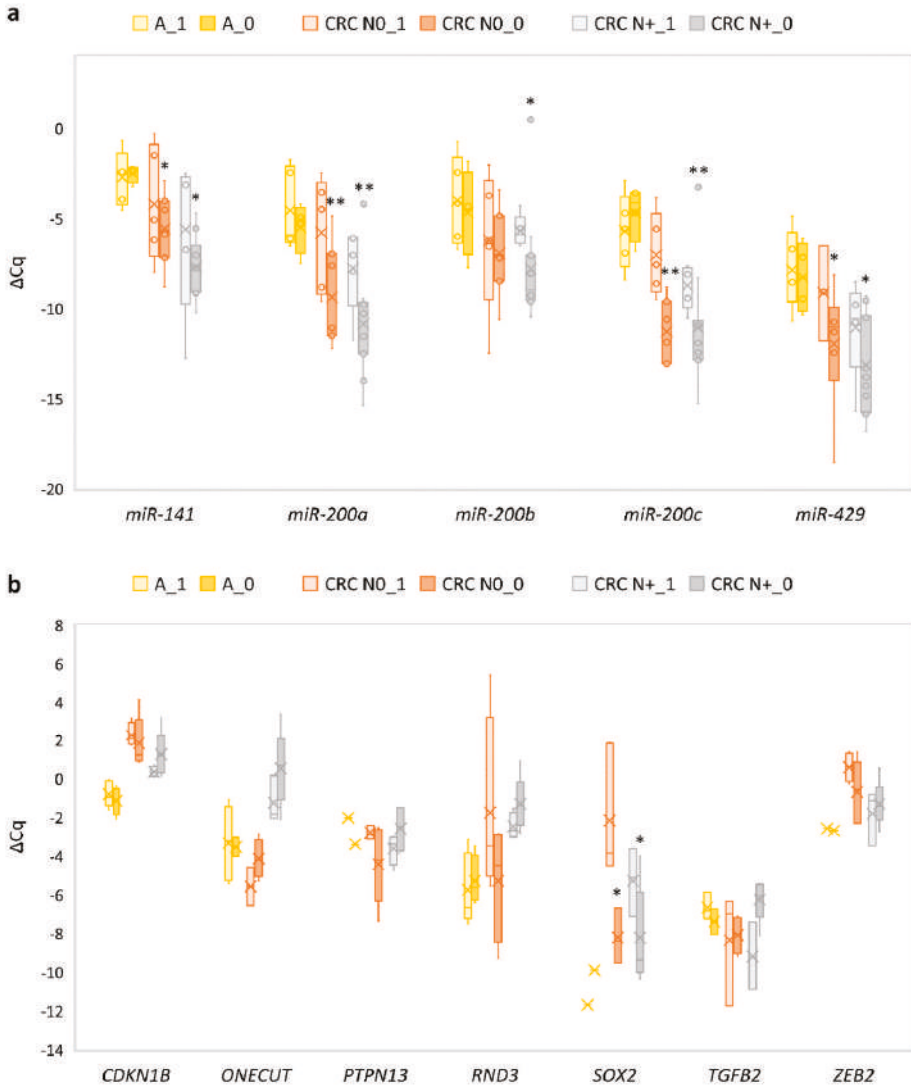 a
A_1 A_0 CRC N0_1 CRC N0_0 CRC N+_1 CRC N+_0
0
-5
-10
-15
-20
ΔCq
* * ** ** * ** ** * *
miR-141 miR-200a miR-200b miR-200c miR-429
b
A_1 A_0 CRC N0_1 CRC N0_0 CRC N+_1 CRC N+_0
8
6
4
2
0
-2
-4
-6
-8
-10
-12
-14
ΔCq
* *
CDKN1B ONECUT PTPN13 RND3 SOX2 TGFB2 ZEB2